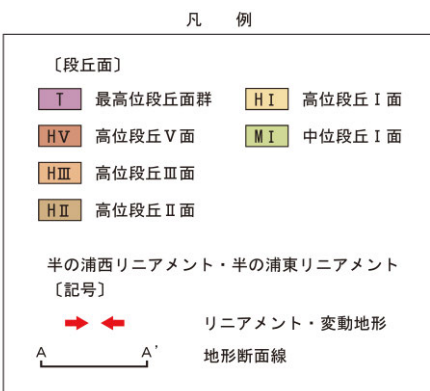 凡 例
〔段丘面〕
T 最高位段丘面群 HⅠ 高位段丘Ⅰ面
HⅤ 高位段丘Ⅴ面 MⅠ 中位段丘Ⅰ面
HⅢ 高位段丘Ⅲ面
HⅡ 高位段丘Ⅱ面
半の浦西リニアメント・半の浦東リニアメント
〔記号〕
リニアメント・変動地形
A A' 地形断面線